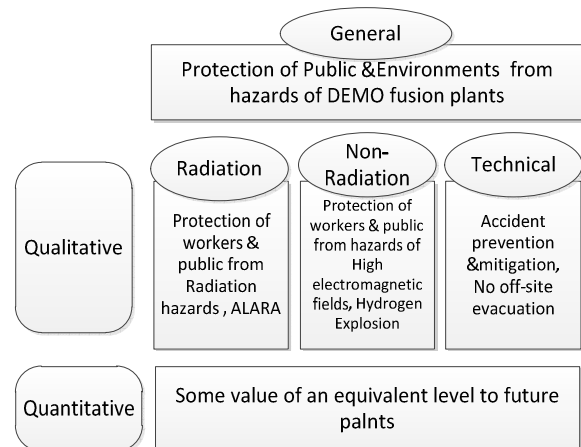 General
Protection of Public &Environments from
hazards of DEMO fusion plants
Qualitative
Radiation
Protection of
workers &
public from
Radiation
hazards , ALARA
Non-
Radiation
Protection of
workers & public
from hazards of
High
electromagnetic
fields, Hydrogen
Explosion
Technical
Accident
prevention
&mitigation,
No off-site
evacuation
Quantitative
Some value of an equivalent level to future
palnts